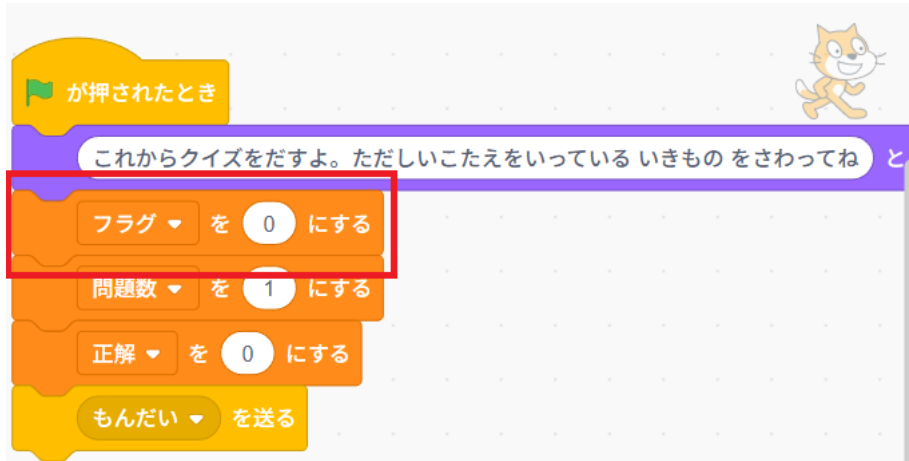 が押されたとき
これからクイズをだすよ。ただしいこたえをいっている いきもの をさわってね と
フラグ を 0 にする
問題数 を 1 にする
正解 を 0 にする
もんだい を送る